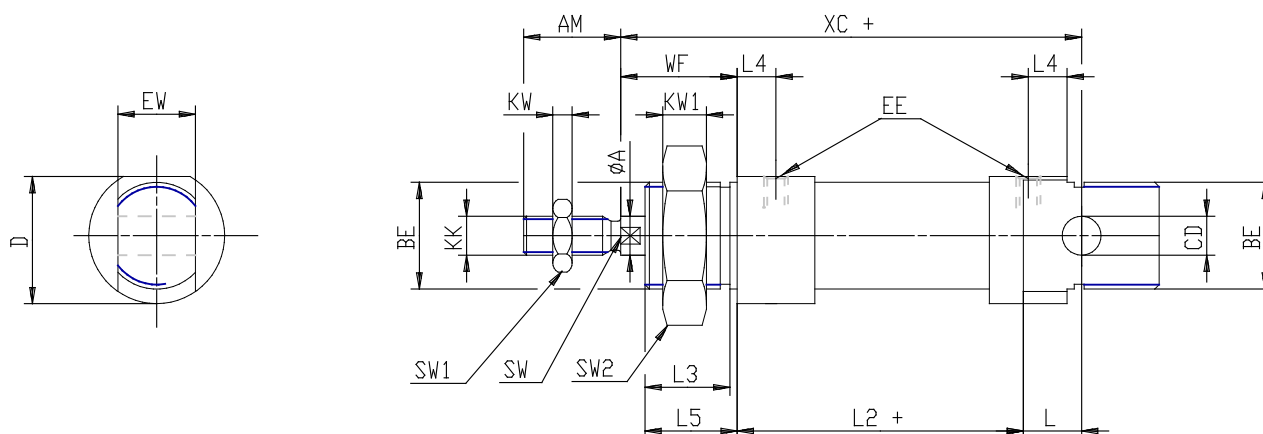 AM
XC +
WF
L4
L4
EW
KW
KW1
EE
ØA
D
BE
KK
CD
BE
SW1
SW
SW2
L3
L5
L2 +
L